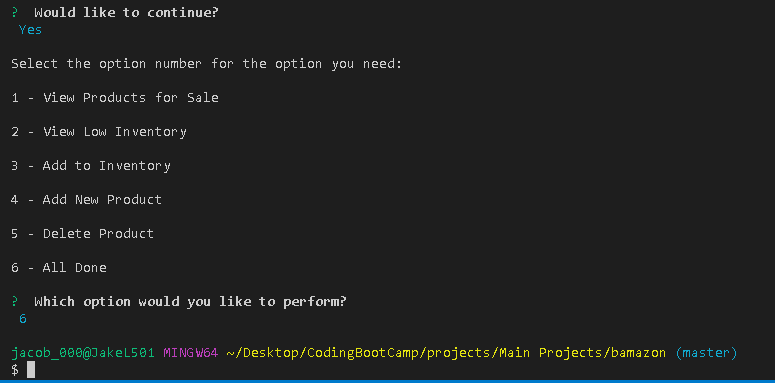 ?  Would like to continue?
Yes
Select the option number for the option you need:
1 - View Products for Sale
2 - View Low Inventory
3 - Add to Inventory
4 - Add New Product
5 - Delete Product
6 - All Done
?  Which option would you like to perform?
6
jacob_000@JakeL501 MINGW64 ~/Desktop/CodingBootCamp/projects/Main Projects/bamazon (master)
$